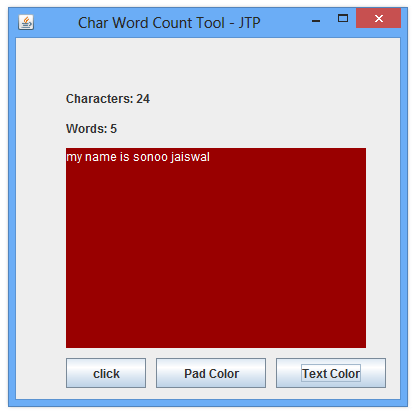 Char Word Count Tool - JTP
Characters: 24
Words: 5
my name is sonoo jaiswal
click Pad Color Text Color